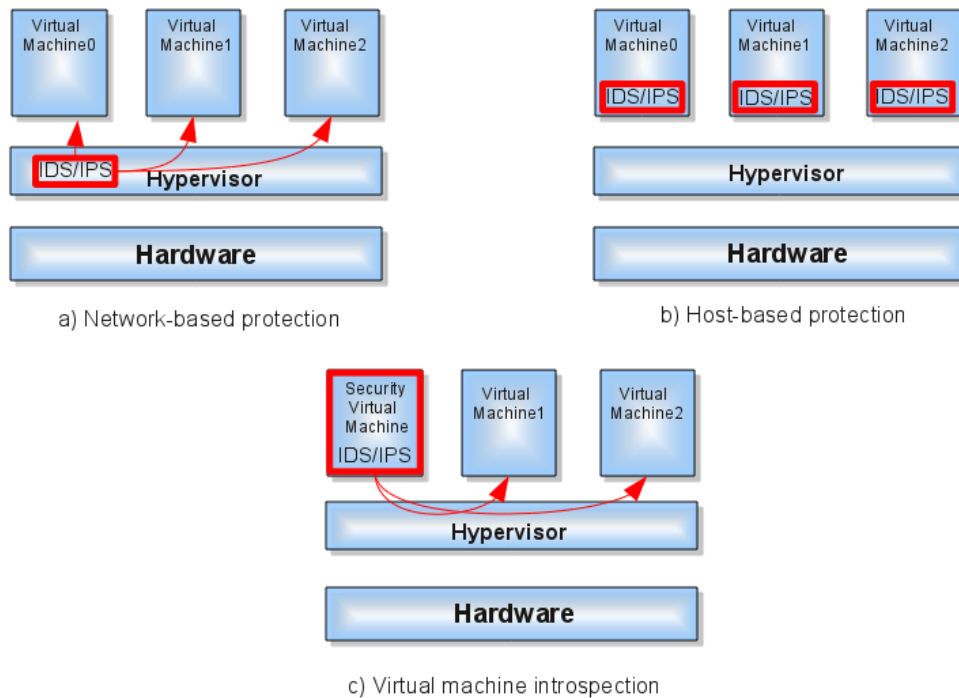 Virtual
Machine0
Virtual
Machine1
Virtual
Machine2
IDS/IPS
Hypervisor
Hardware
a) Network-based protection
Virtual
Machine0
IDS/IPS
Virtual
Machine1
IDS/IPS
Virtual
Machine2
IDS/IPS
Hypervisor
Hardware
b) Host-based protection
Security
Virtual
Machine
IDS/IPS
Virtual
Machine1
Virtual
Machine2
Hypervisor
Hardware
c) Virtual machine introspection